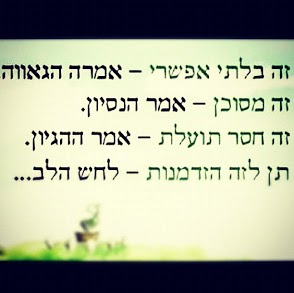 זה בלתי אפשרי – אמרה הגאווה.
זה מסוכן – אמר הנסיון.
זה חסר תועלת – אמר ההגיון.
תן לזה הזדמנות – לחש הלב...